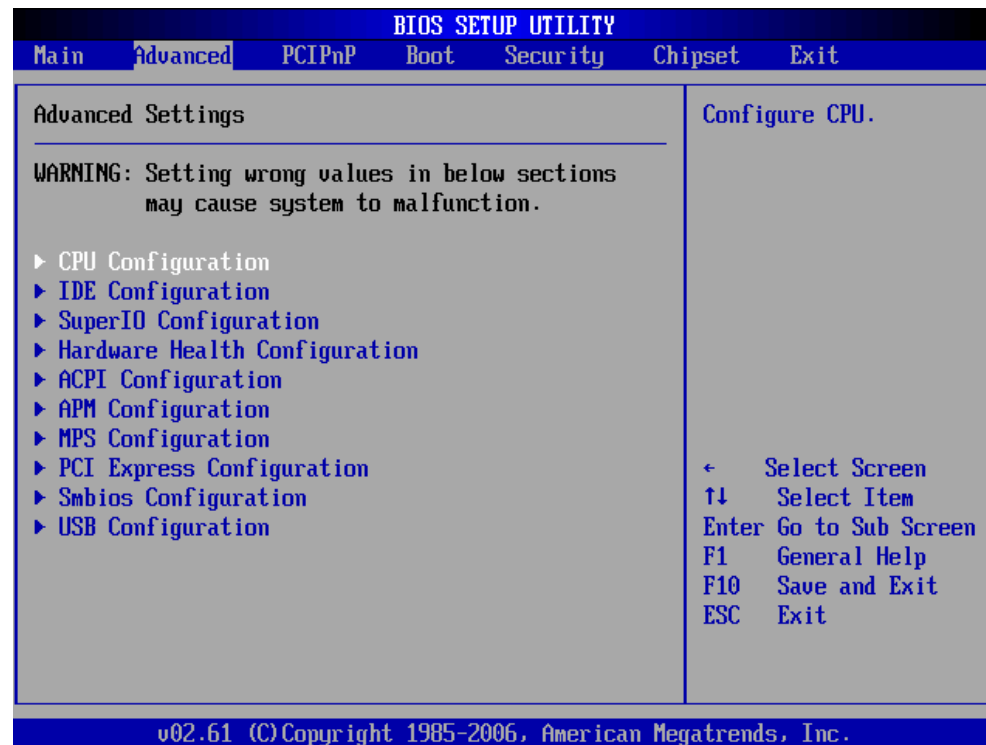 BIOS SETUP UTILITY
Main Advanced PCIPnP Boot Security Chipset Exit
Advanced Settings
WARNING: Setting wrong values in below sections
may cause system to malfunction.
▶ CPU Configuration
▶ IDE Configuration
▶ SuperIO Configuration
▶ Hardware Health Configuration
▶ ACPI Configuration
▶ APM Configuration
▶ MPS Configuration
▶ PCI Express Configuration
▶ Smbios Configuration
▶ USB Configuration
Configure CPU.
← Select Screen
↑↓ Select Item
Enter Go to Sub Screen
F1 General Help
F10 Save and Exit
ESC Exit
v02.61 (C)Copyright 1985-2006, American Megatrends, Inc.